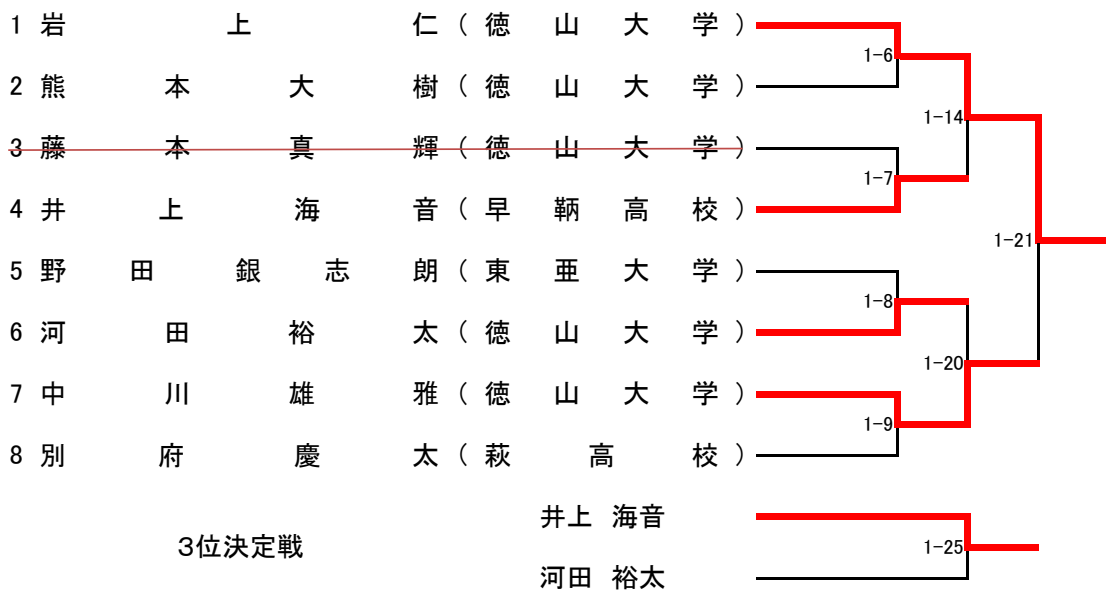 1 岩上仁(徳山大学)
1-6
2 熊本大樹(徳山大学)
1-14
3 藤本真輝(徳山大学)
1-7
4 井上海音(早鞆高校)
1-21
5 野田銀志朗(東亜大学)
1-8
6 河田裕太(徳山大学)
1-20
7 中川雄雅(徳山大学)
1-9
8 別府慶太(萩高校)
井上 海音
3位決定戦
1-25
河田 裕太